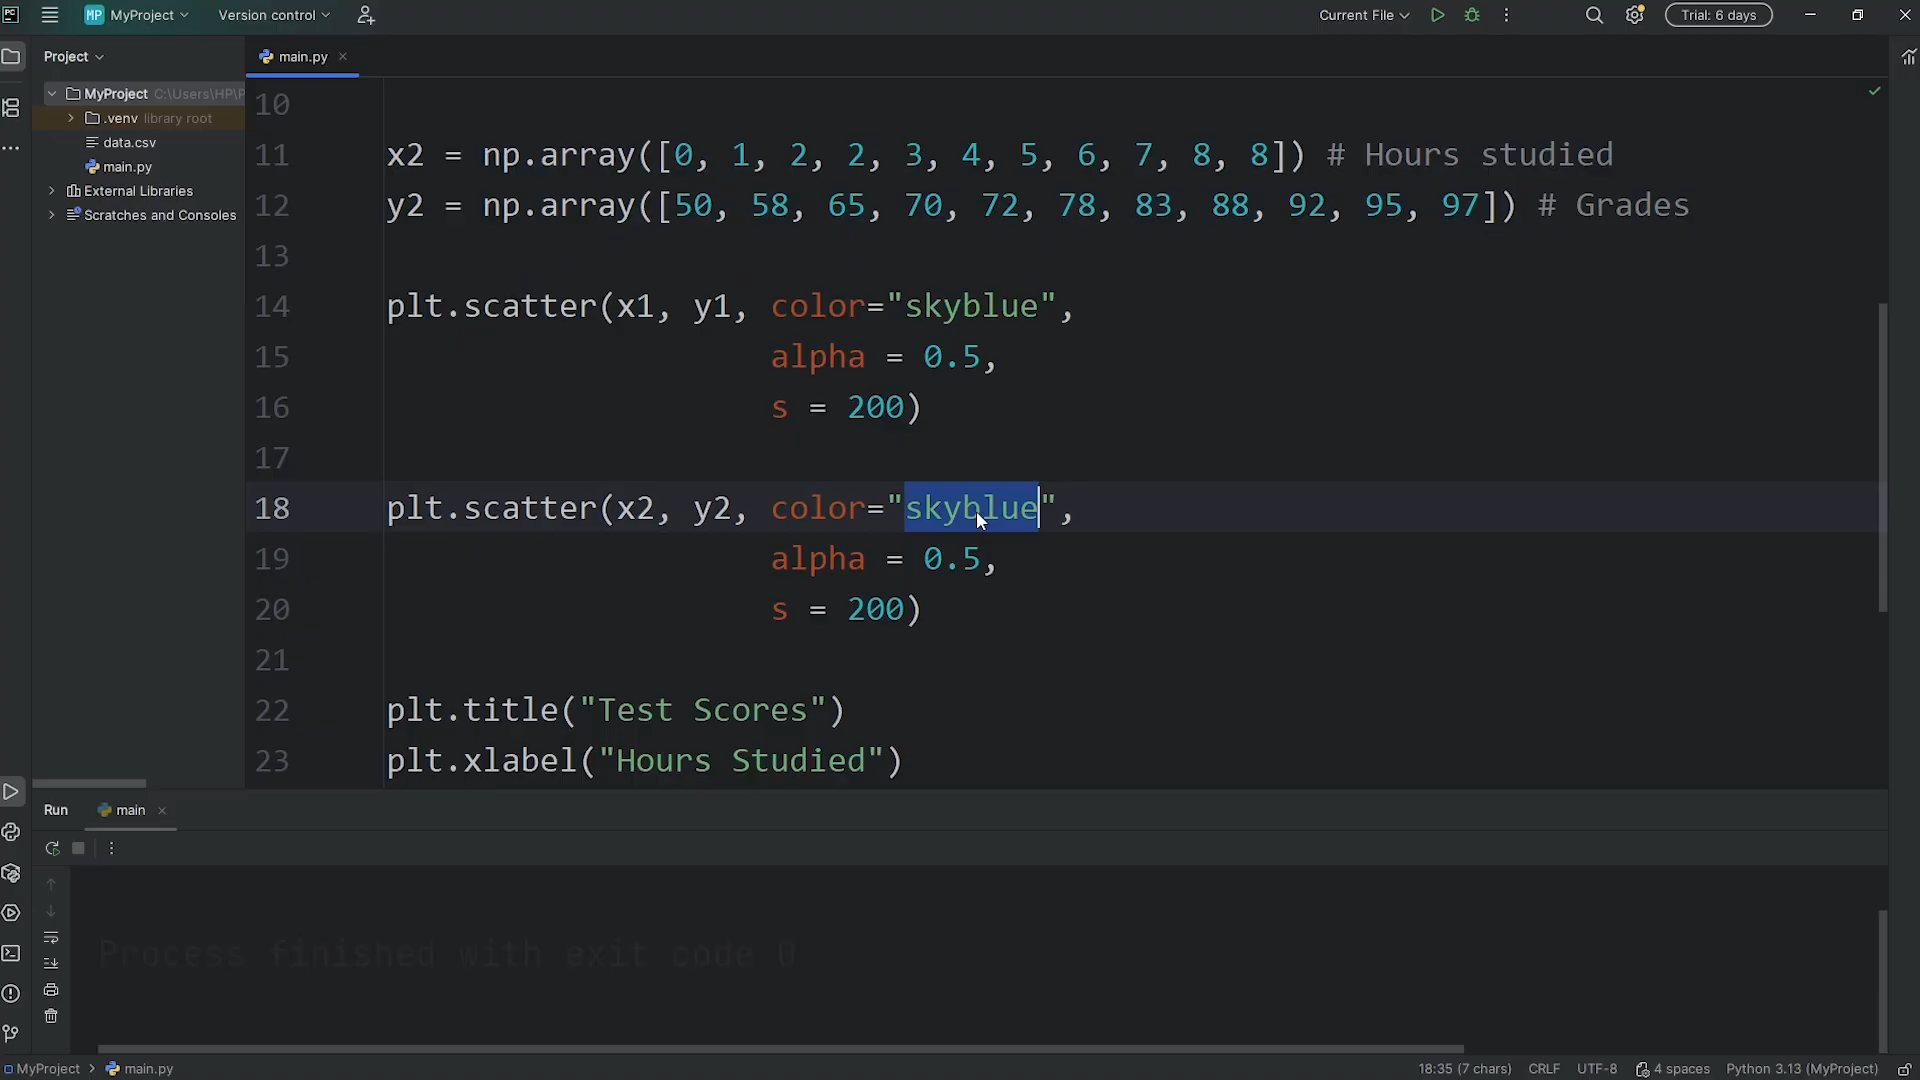 PC MP MyProject Version control Current File Trial: 6 days
Project main.py
MyProject C:\Users\HP\P
.venv library root
data.csv
main.py
External Libraries
Scratches and Consoles
10
11 x2 = np.array([0, 1, 2, 2, 3, 4, 5, 6, 7, 8, 8]) # Hours studied
12 y2 = np.array([50, 58, 65, 70, 72, 78, 83, 88, 92, 95, 97]) # Grades
13
14 plt.scatter(x1, y1, color="skyblue",
15 alpha = 0.5,
16 s = 200)
17
18 plt.scatter(x2, y2, color="skyblue",
19 alpha = 0.5,
20 s = 200)
21
22 plt.title("Test Scores")
23 plt.xlabel("Hours Studied")
Run main
Process finished with exit code 0
MyProject main.py 18:35 (7 chars) CRLF UTF-8 4 spaces Python 3.13 (MyProject)